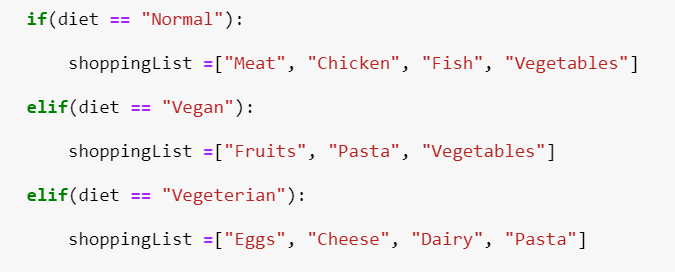 if(diet == "Normal"):
shoppingList =["Meat", "Chicken", "Fish", "Vegetables"]
elif(diet == "Vegan"):
shoppingList =["Fruits", "Pasta", "Vegetables"]
elif(diet == "Vegeterian"):
shoppingList =["Eggs", "Cheese", "Dairy", "Pasta"]